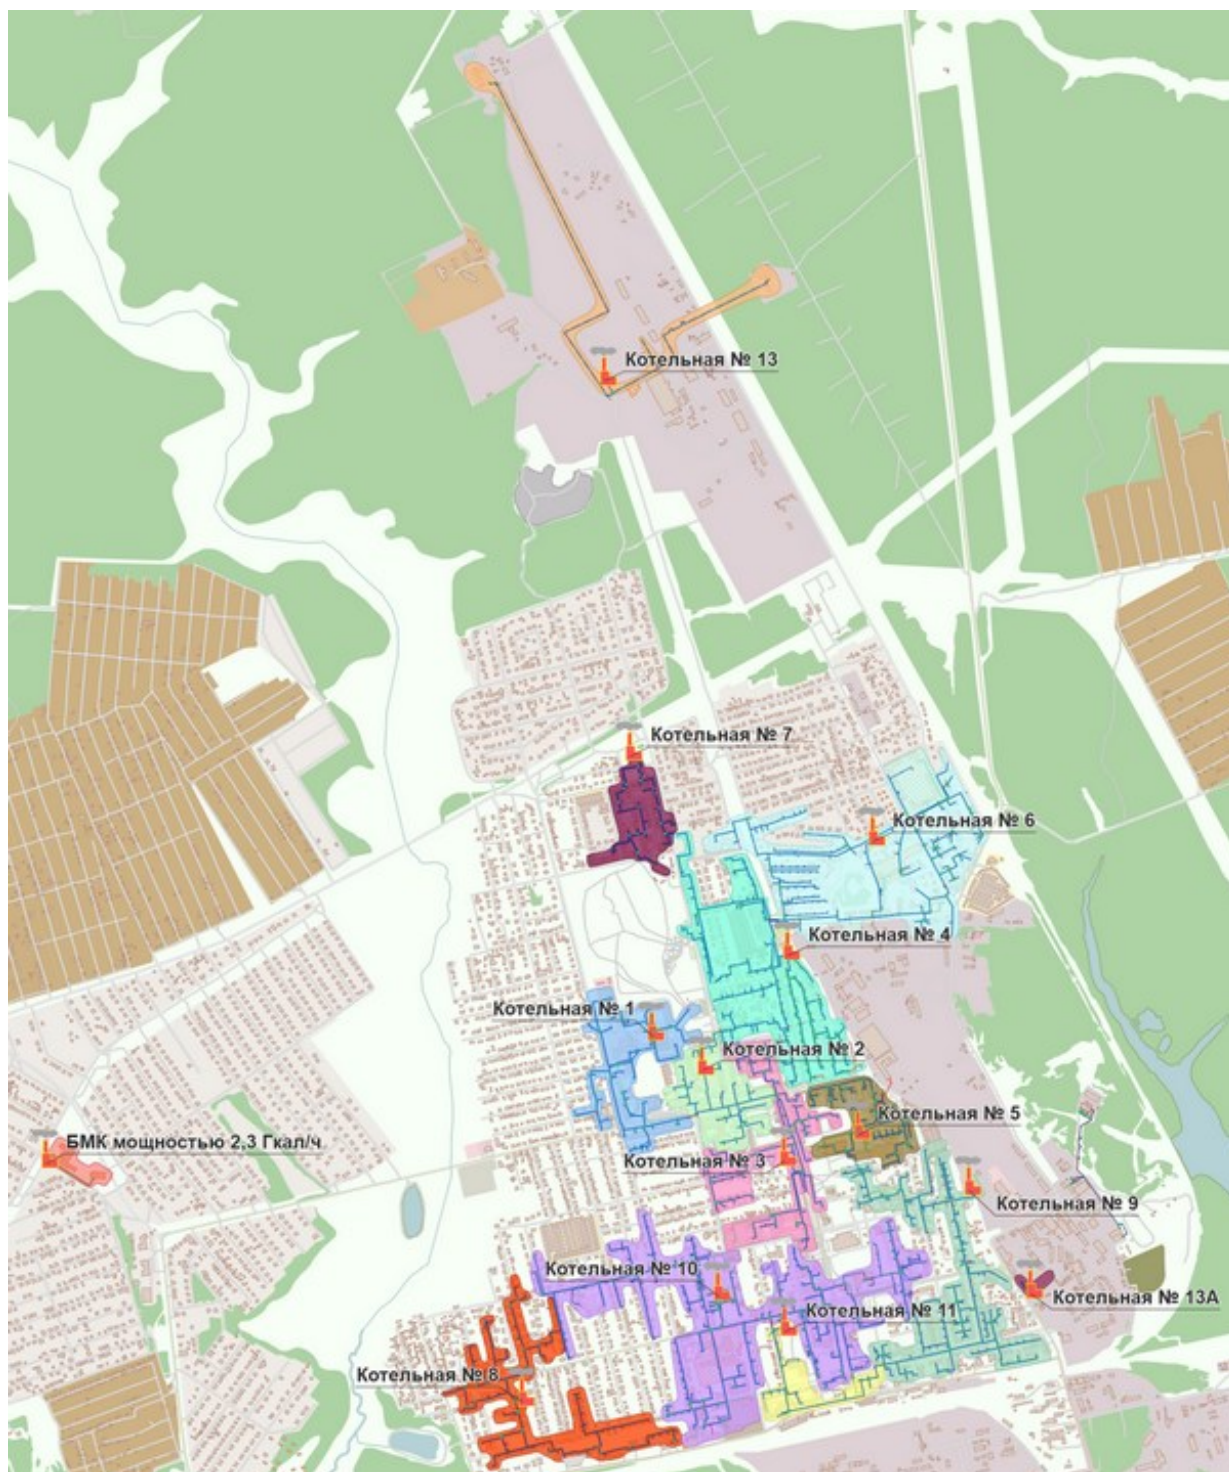 Котельная № 13
Котельная № 7
Котельная № 6
Котельная № 4
Котельная № 1
Котельная № 2
Котельная № 5
БМК мощностью 2,3 Гкал/ч
Котельная № 3
Котельная № 9
Котельная № 10
Котельная № 13А
Котельная № 11
Котельная № 8